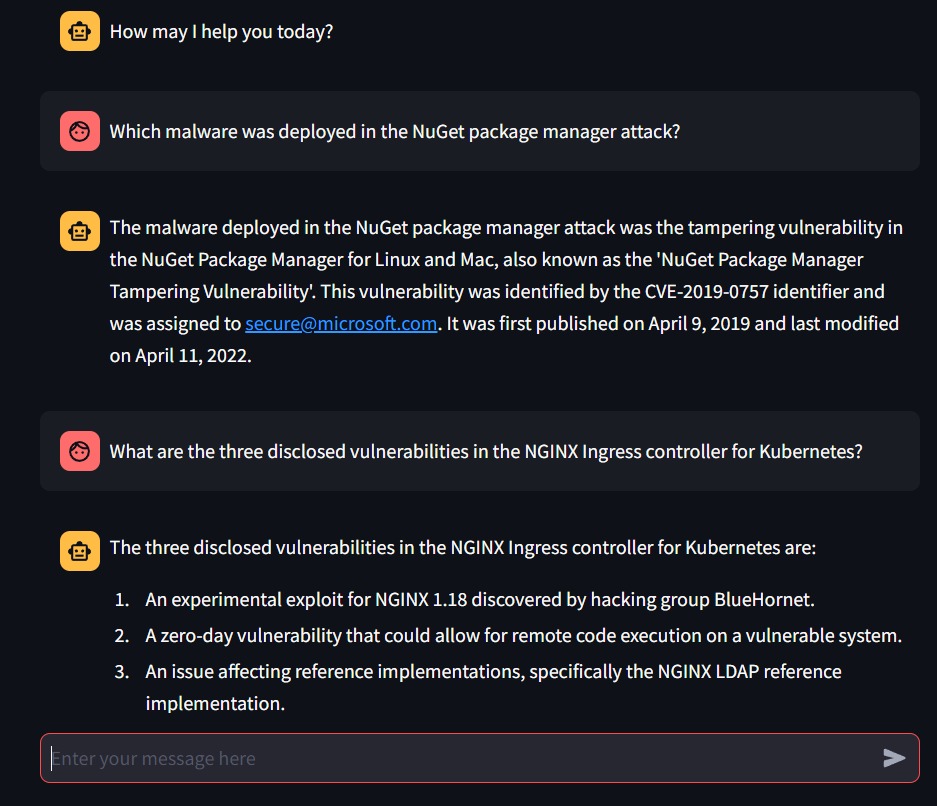 How may I help you today?
Which malware was deployed in the NuGet package manager attack?
The malware deployed in the NuGet package manager attack was the tampering vulnerability in
the NuGet Package Manager for Linux and Mac, also known as the 'NuGet Package Manager
Tampering Vulnerability'. This vulnerability was identified by the CVE-2019-0757 identifier and
was assigned to secure@microsoft.com. It was first published on April 9, 2019 and last modified
on April 11, 2022.
What are the three disclosed vulnerabilities in the NGINX Ingress controller for Kubernetes?
The three disclosed vulnerabilities in the NGINX Ingress controller for Kubernetes are:
1. An experimental exploit for NGINX 1.18 discovered by hacking group BlueHornet.
2. A zero-day vulnerability that could allow for remote code execution on a vulnerable system.
3. An issue affecting reference implementations, specifically the NGINX LDAP reference
implementation.
Enter your message here